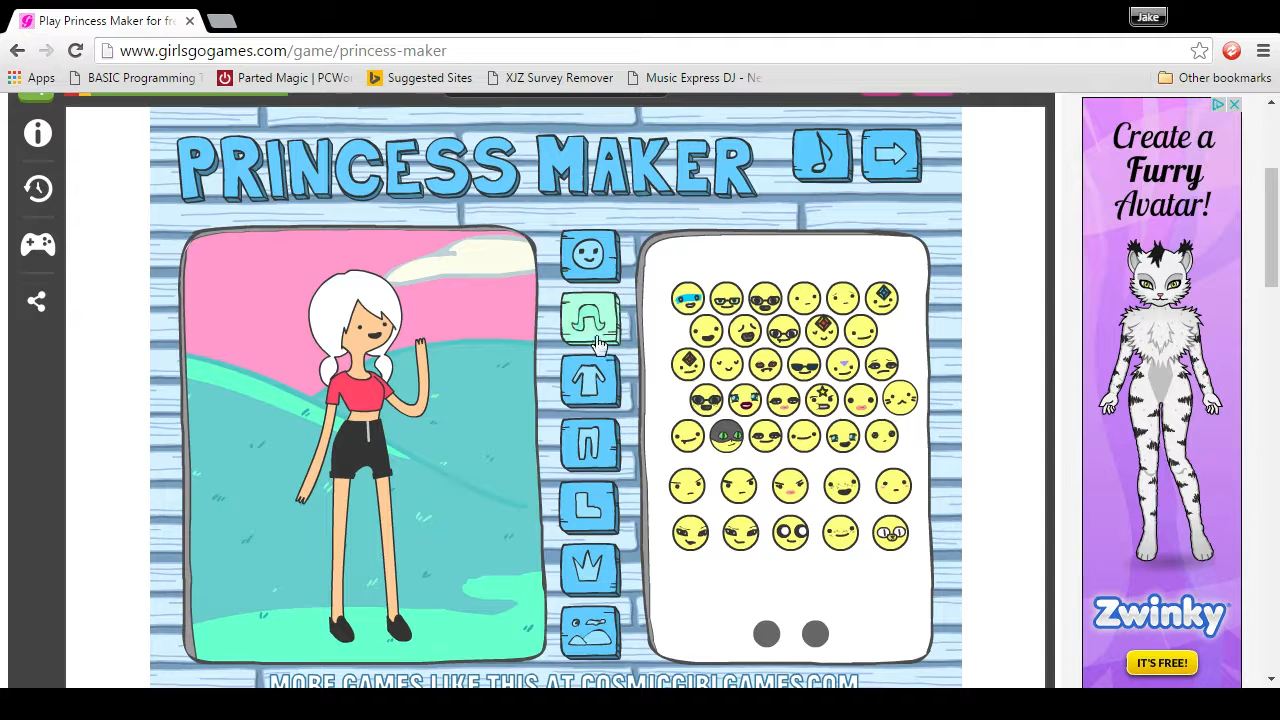 Play Princess Maker for fr
Jake
www.girlsgogames.com/game/princess-maker
Apps
BASIC Programming
Parted Magic | PCWo
Suggested Sites
XJZ Survey Remover
Music Express DJ - Ne
Other bookmarks
PRINCESS MAKER
MORE GAMES LIKE THIS AT COSMICGIRLGAMES.COM
Create a
Furry
Avatar!
Zwinky
IT'S FREE!